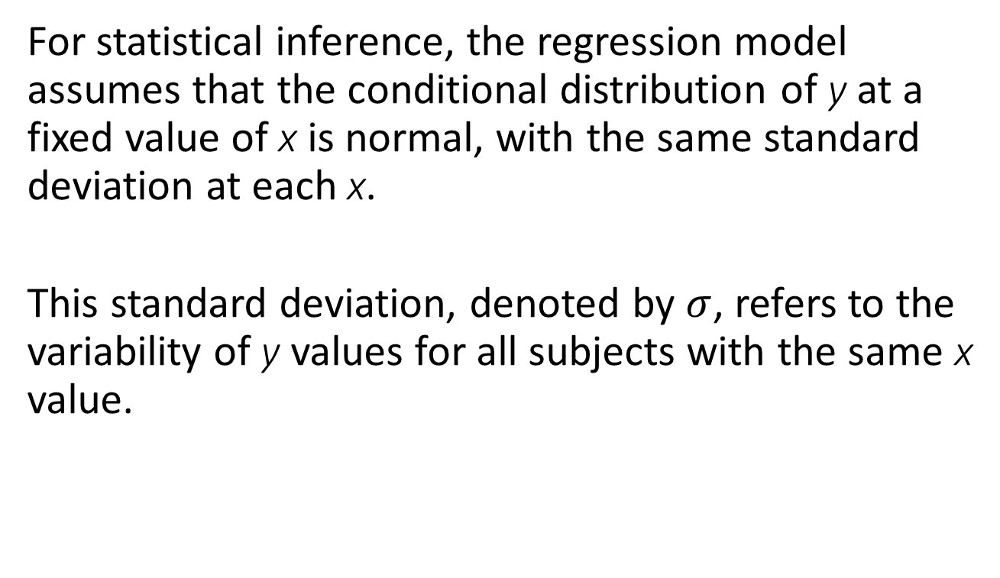 For statistical inference, the regression model
assumes that the conditional distribution of y at a
fixed value of x is normal, with the same standard
deviation at each x.
This standard deviation, denoted by σ, refers to the
variability of y values for all subjects with the same x
value.